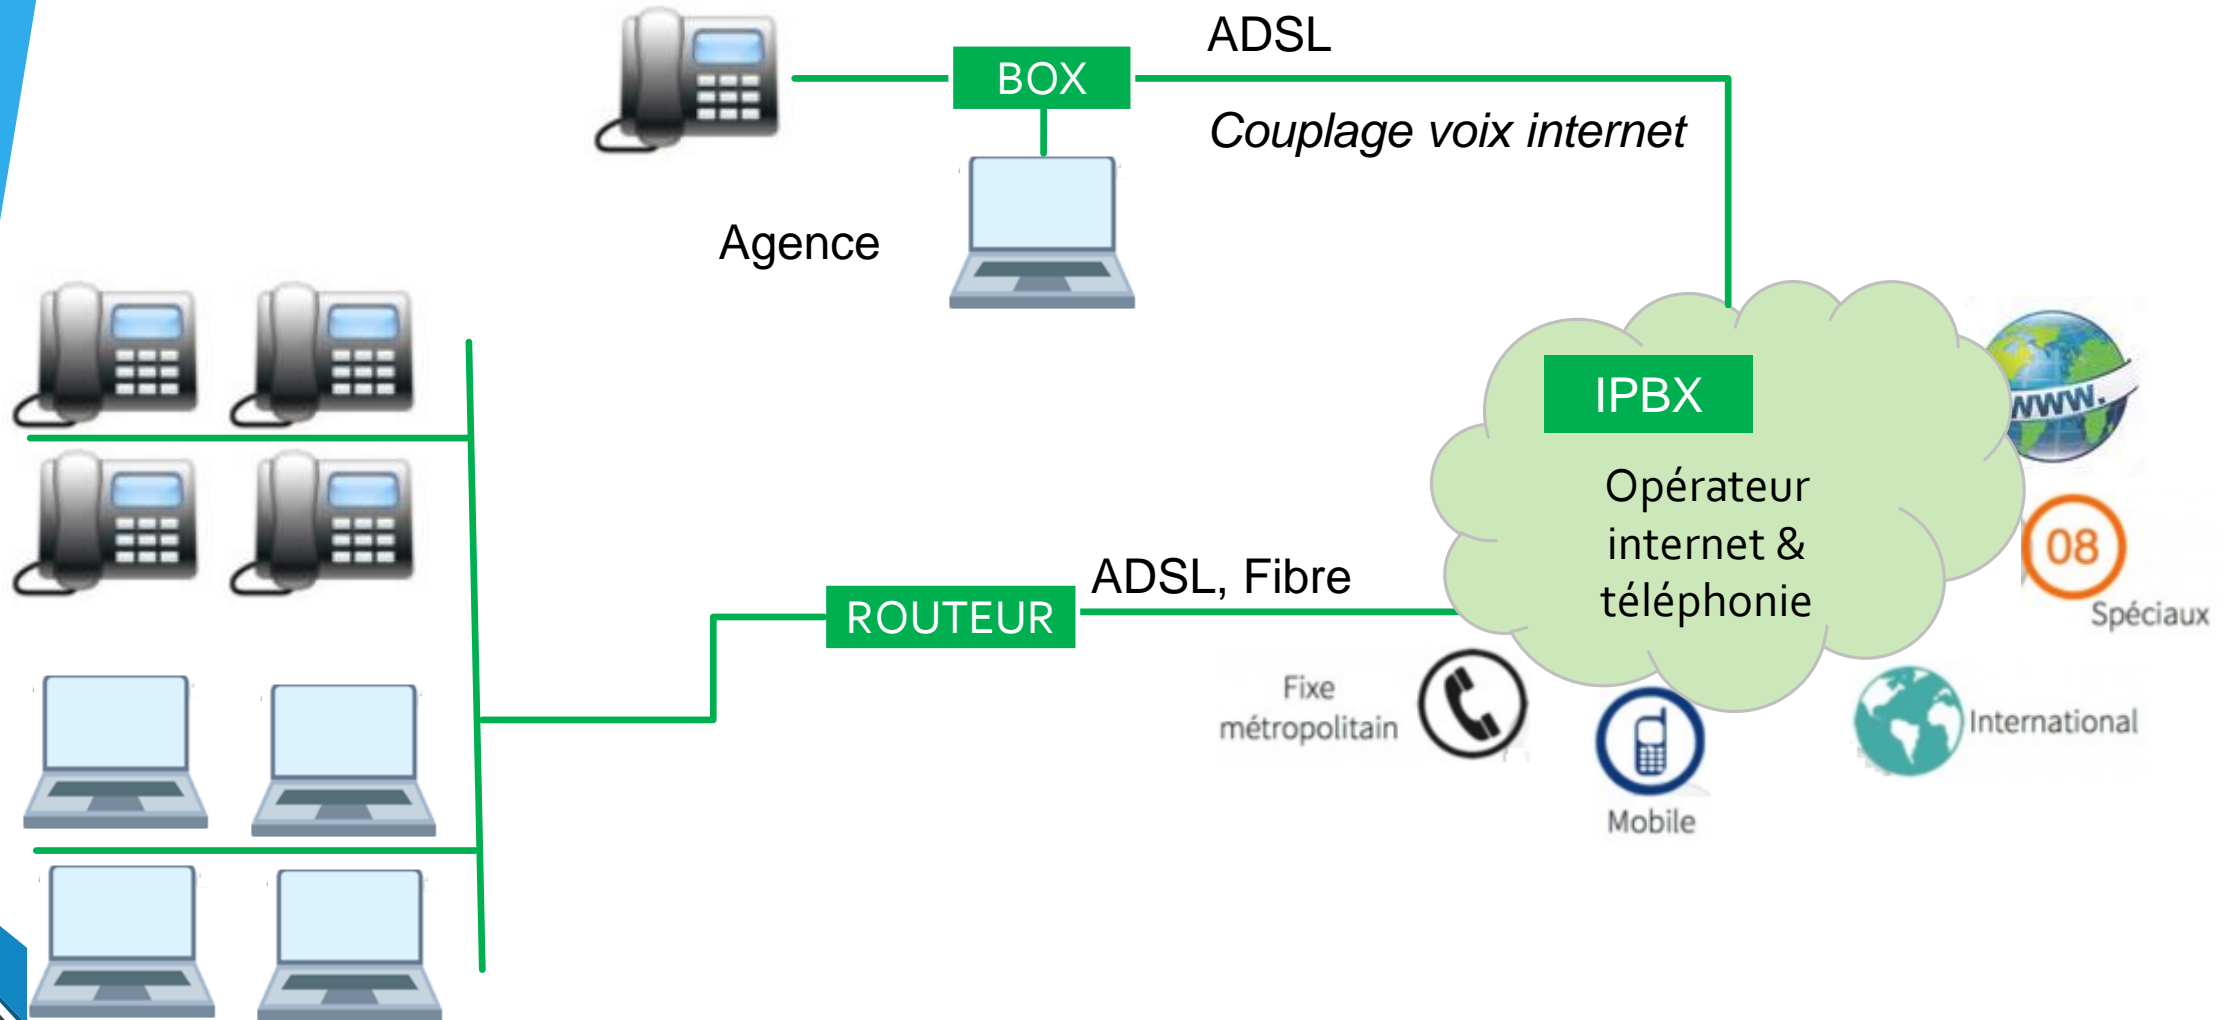 ADSL
BOX
Couplage voix internet
Agence
IPBX
WWW.
Opérateur
internet &
téléphonie
08
Spéciaux
ADSL, Fibre
ROUTEUR
Fixe
métropolitain
International
Mobile